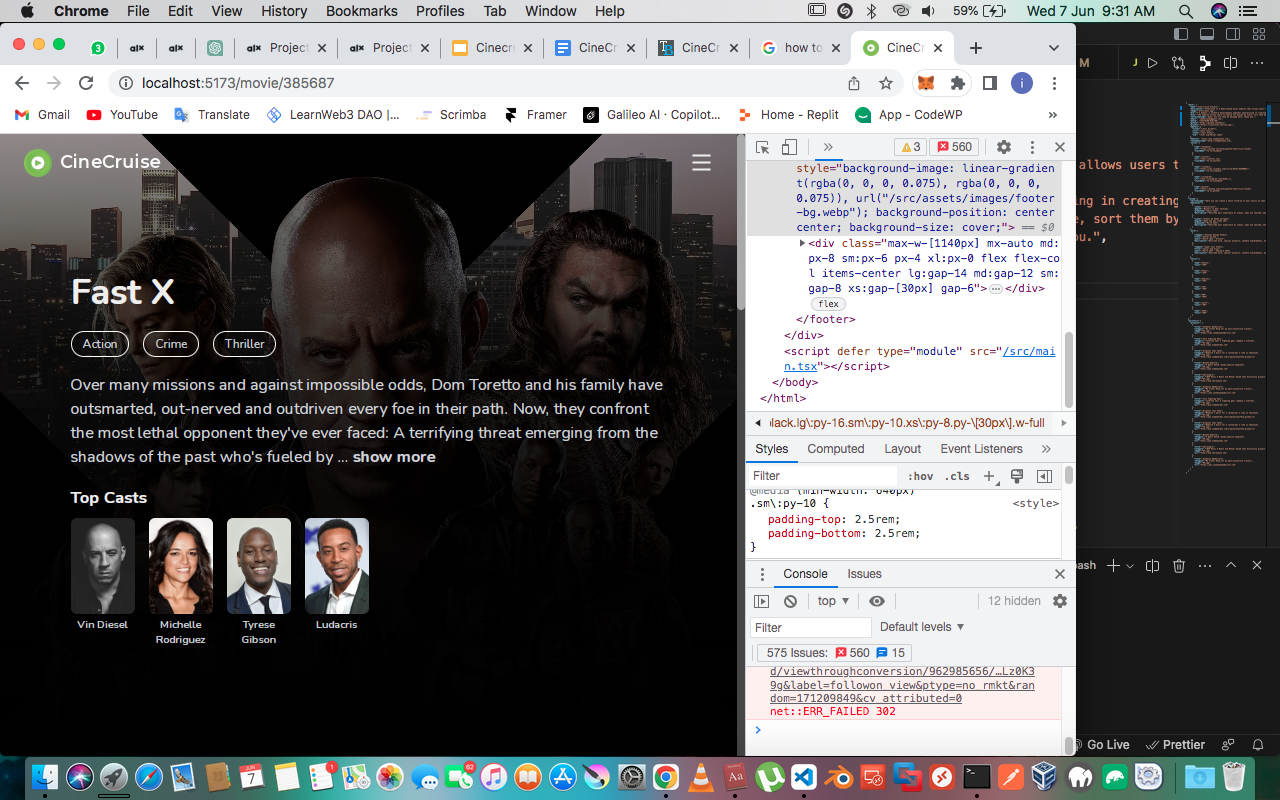 Chrome File Edit View History Bookmarks Profiles Tab Window Help 59% Wed 7 Jun 9:31 AM
3 Project Project Cinecru CineCr CineCr how to CineCr
localhost:5173/movie/385687 i
Gmail YouTube Translate LearnWeb3 DAO |... Scrimba Framer Galileo AI - Copilot... Home - Replit App - CodeWP
CineCruise
Fast X
Action Crime Thriller
Over many missions and against impossible odds, Dom Toretto and his family have
outsmarted, out-nerved and outdriven every foe in their path. Now, they confront
the most lethal opponent they've ever faced: A terrifying threat emerging from the
shadows of the past who's fueled by ... show more
Top Casts
Vin Diesel
Michelle
Rodriguez
Tyrese
Gibson
Ludacris
3 560
style="background-image: linear-gradien
t(rgba(0, 0, 0, 0.075), rgba(0, 0, 0,
0.075)), url("/src/assets/images/footer
-bg.webp"); background-position: center
center; background-size: cover;"> == $0
<div class="max-w-[1140px] mx-auto md:
px-8 sm:px-6 px-4 xl:px-0 flex flex-co
l items-center lg:gap-14 md:gap-12 sm:
gap-8 xs:gap-[30px] gap-6"> … </div>
flex
</footer>
</div>
<script defer type="module" src="/src/mai
n.tsx"></script>
</body>
</html>
lack.lg\:py-16.sm\:py-10.xs\:py-8.py-\[30px\].w-full
Styles Computed Layout Event Listeners
Filter :hov .cls
@media (min-width: 640px)
.sm\:py-10 { <style>
padding-top: 2.5rem;
padding-bottom: 2.5rem;
}
Console Issues
top 12 hidden
Filter Default levels
575 Issues: 560 15
d/viewthroughconversion/962985656/…Lz0K3
9g&label=followon_view&ptype=no_rmkt&ran
dom=171209849&cv_attributed=0
net::ERR_FAILED 302
M J
allows users t
ing in creating
e, sort them by
ou.",
bash
Go Live Prettier